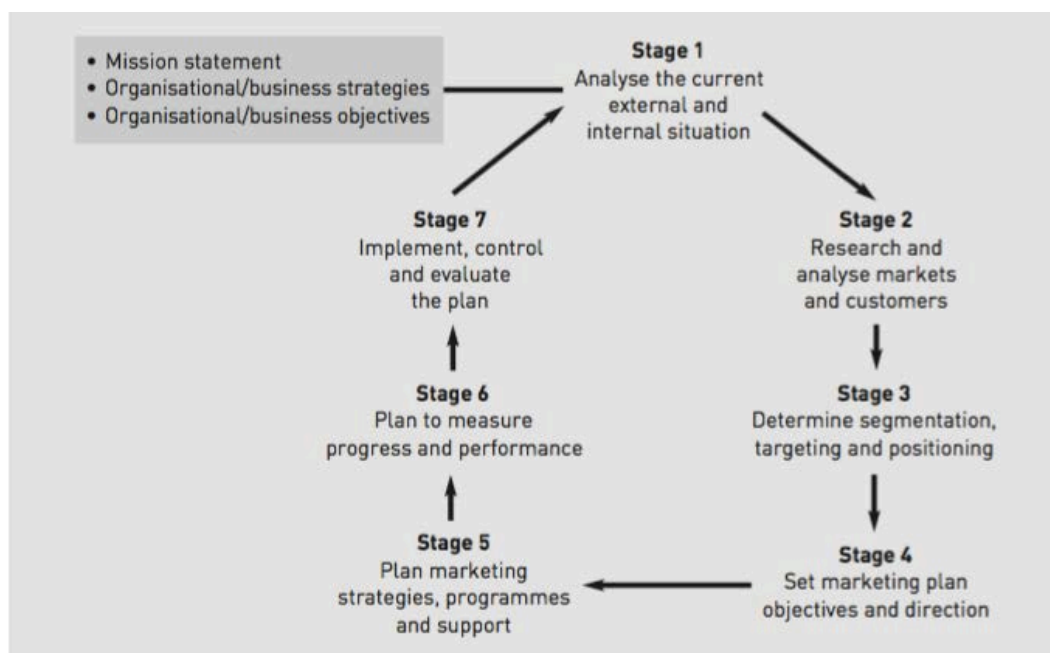 • Mission statement
• Organisational/business strategies
• Organisational/business objectives
Stage 1
Analyse the current
external and
internal situation
Stage 2
Research and
analyse markets
and customers
Stage 3
Determine segmentation,
targeting and positioning
Stage 4
Set marketing plan
objectives and direction
Stage 5
Plan marketing
strategies, programmes
and support
Stage 6
Plan to measure
progress and performance
Stage 7
Implement, control
and evaluate
the plan